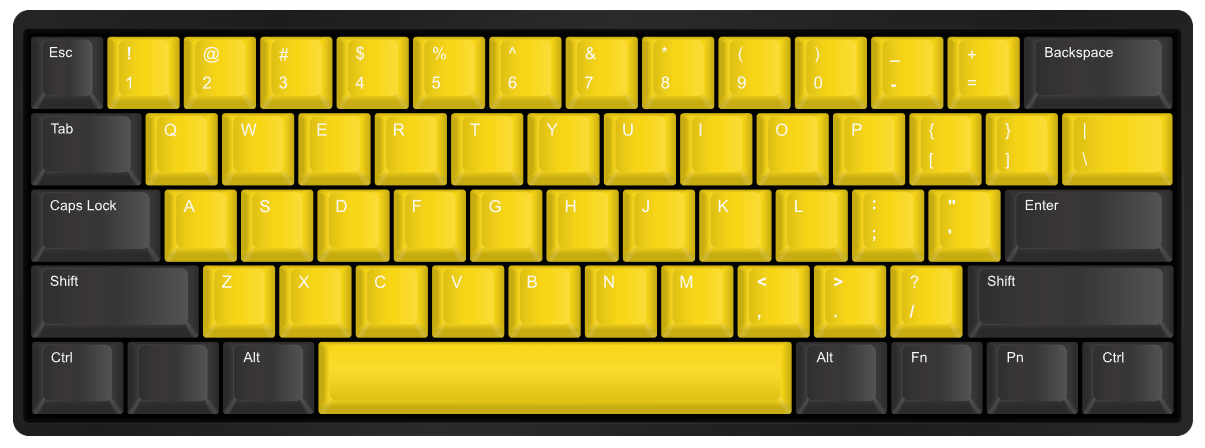 Esc ! @ # $ % ^ & * ( ) _ + Backspace
1 2 3 4 5 6 7 8 9 0 - =
Tab Q W E R T Y U I O P { } |
[ ] \
Caps Lock A S D F G H J K L : " Enter
; '
Shift Z X C V B N M < > ? Shift
, . /
Ctrl Alt Alt Fn Pn Ctrl